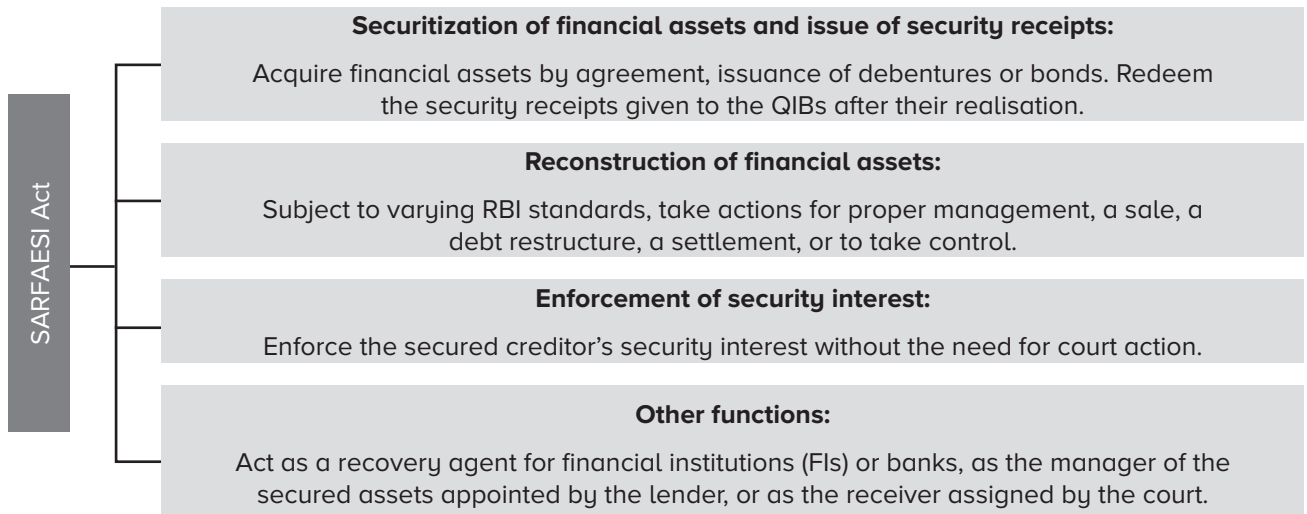 SARFAESI Act
Securitization of financial assets and issue of security receipts:
Acquire financial assets by agreement, issuance of debentures or bonds. Redeem
the security receipts given to the QIBs after their realisation.
Reconstruction of financial assets:
Subject to varying RBI standards, take actions for proper management, a sale, a
debt restructure, a settlement, or to take control.
Enforcement of security interest:
Enforce the secured creditor’s security interest without the need for court action.
Other functions:
Act as a recovery agent for financial institutions (FIs) or banks, as the manager of the
secured assets appointed by the lender, or as the receiver assigned by the court.